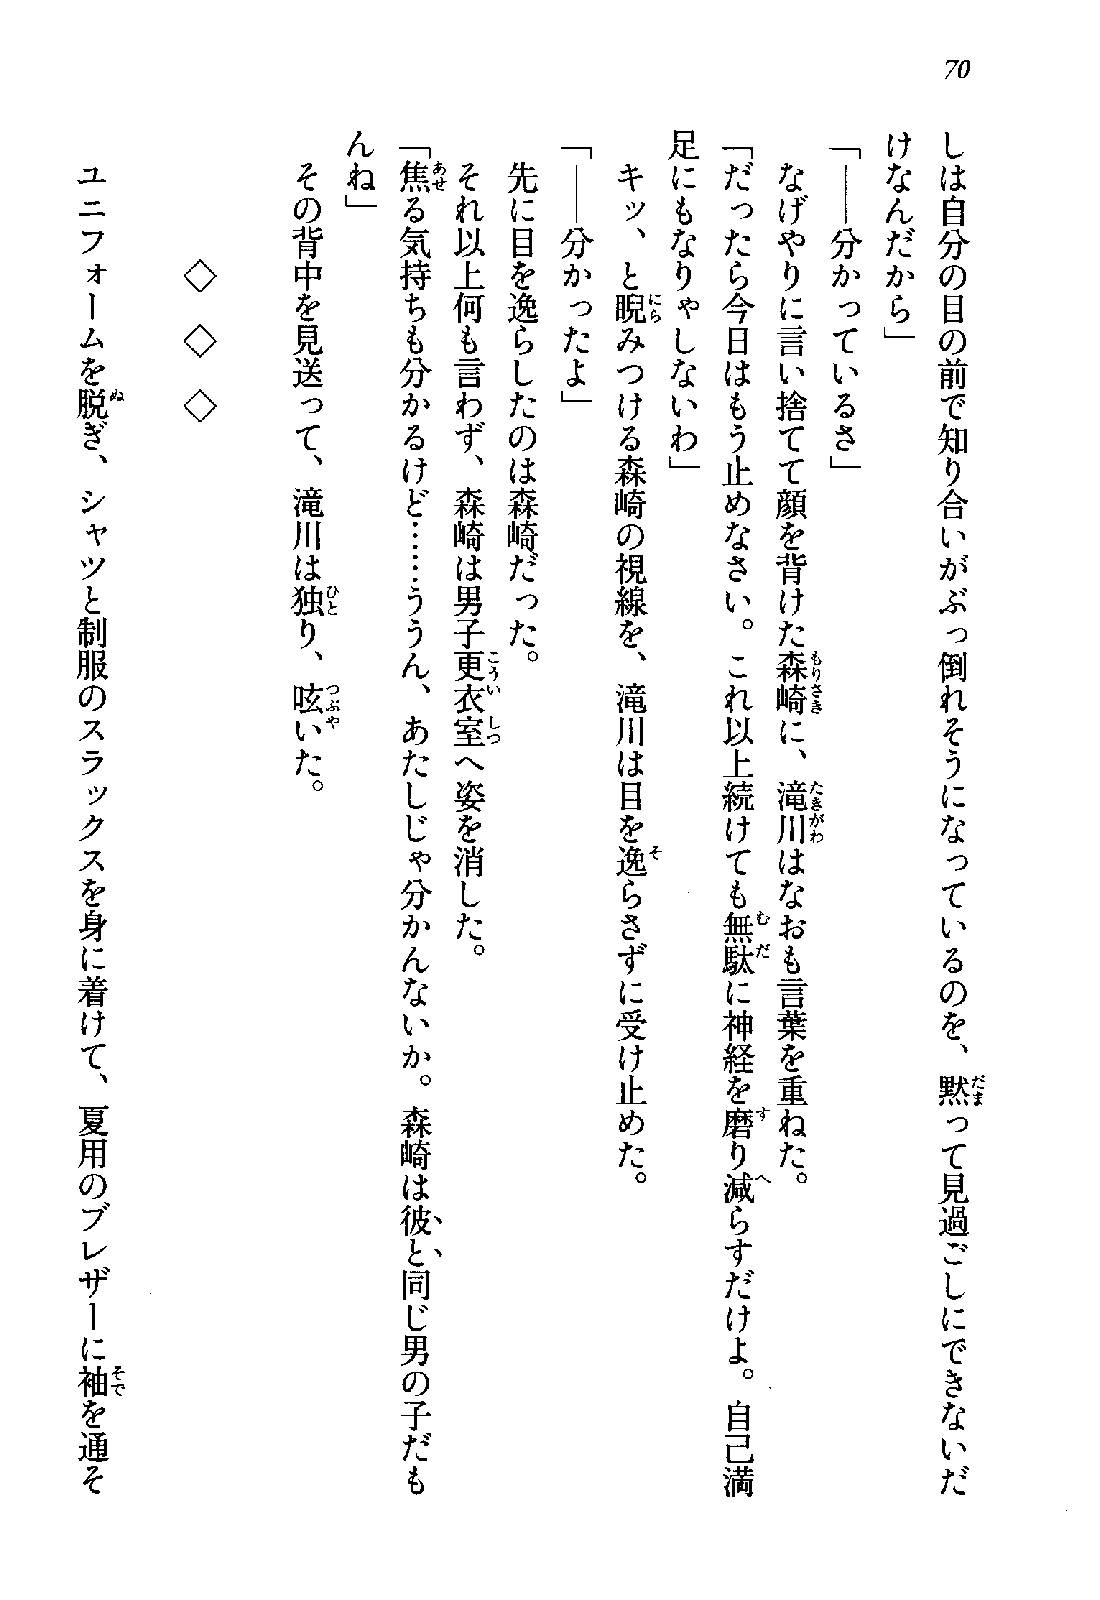 70
しは自分の目の前で知り合いがぶっ倒れそうになっているのを、黙って見過ごしにできないだ
けなんだから」
「――分かっているさ」
なげやりに言い捨てて顔を背けた森崎に、滝川はなおも言葉を重ねた。
「だったら今日はもう止めなさい。これ以上続けても無駄に神経を磨り減らすだけよ。自己満
足にもなりゃしないわ」
キッ、と睨みつける森崎の視線を、滝川は目を逸らさずに受け止めた。
「――分かったよ」
先に目を逸らしたのは森崎だった。
それ以上何も言わず、森崎は男子更衣室へ姿を消した。
「焦る気持ちも分かるけど……ううん、あたしじゃ分かんないか。森崎は彼と同じ男の子だも
んね」
その背中を見送って、滝川は独り、呟いた。
◇ ◇ ◇
ユニフォームを脱ぎ、シャツと制服のスラックスを身に着けて、夏用のブレザーに袖を通そ